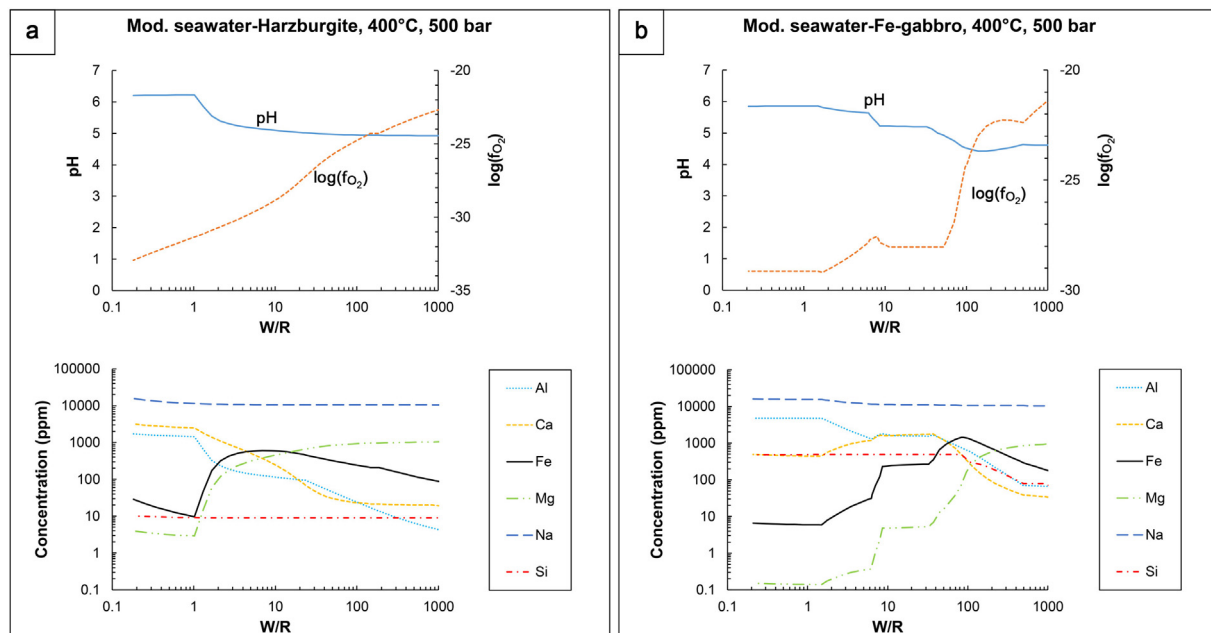 a
Mod. seawater-Harzburgite, 400°C, 500 bar
7
6
5
4
3
2
1
0
pH
-20
-25
-30
-35
log(fO2)
pH
log(fO2)
0.1 1 10 100 1000
W/R
100000
10000
1000
100
10
1
0.1
Concentration (ppm)
0.1 1 10 100 1000
W/R
Al
Ca
Fe
Mg
Na
Si
b
Mod. seawater-Fe-gabbro, 400°C, 500 bar
7
6
5
4
3
2
1
0
pH
-20
-25
-30
log(fO2)
pH
log(fO2)
0.1 1 10 100 1000
W/R
100000
10000
1000
100
10
1
0.1
Concentration (ppm)
0.1 1 10 100 1000
W/R
Al
Ca
Fe
Mg
Na
Si